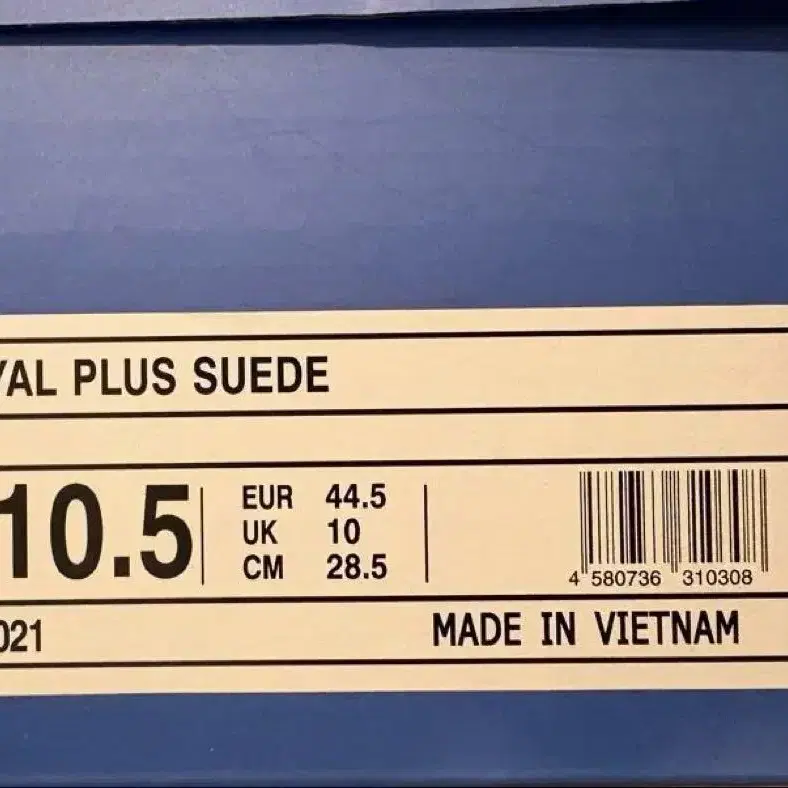 YAL PLUS SUEDE
10.5
EUR 44.5
UK 10
CM 28.5
4 580736 310308
021
MADE IN VIETNAM